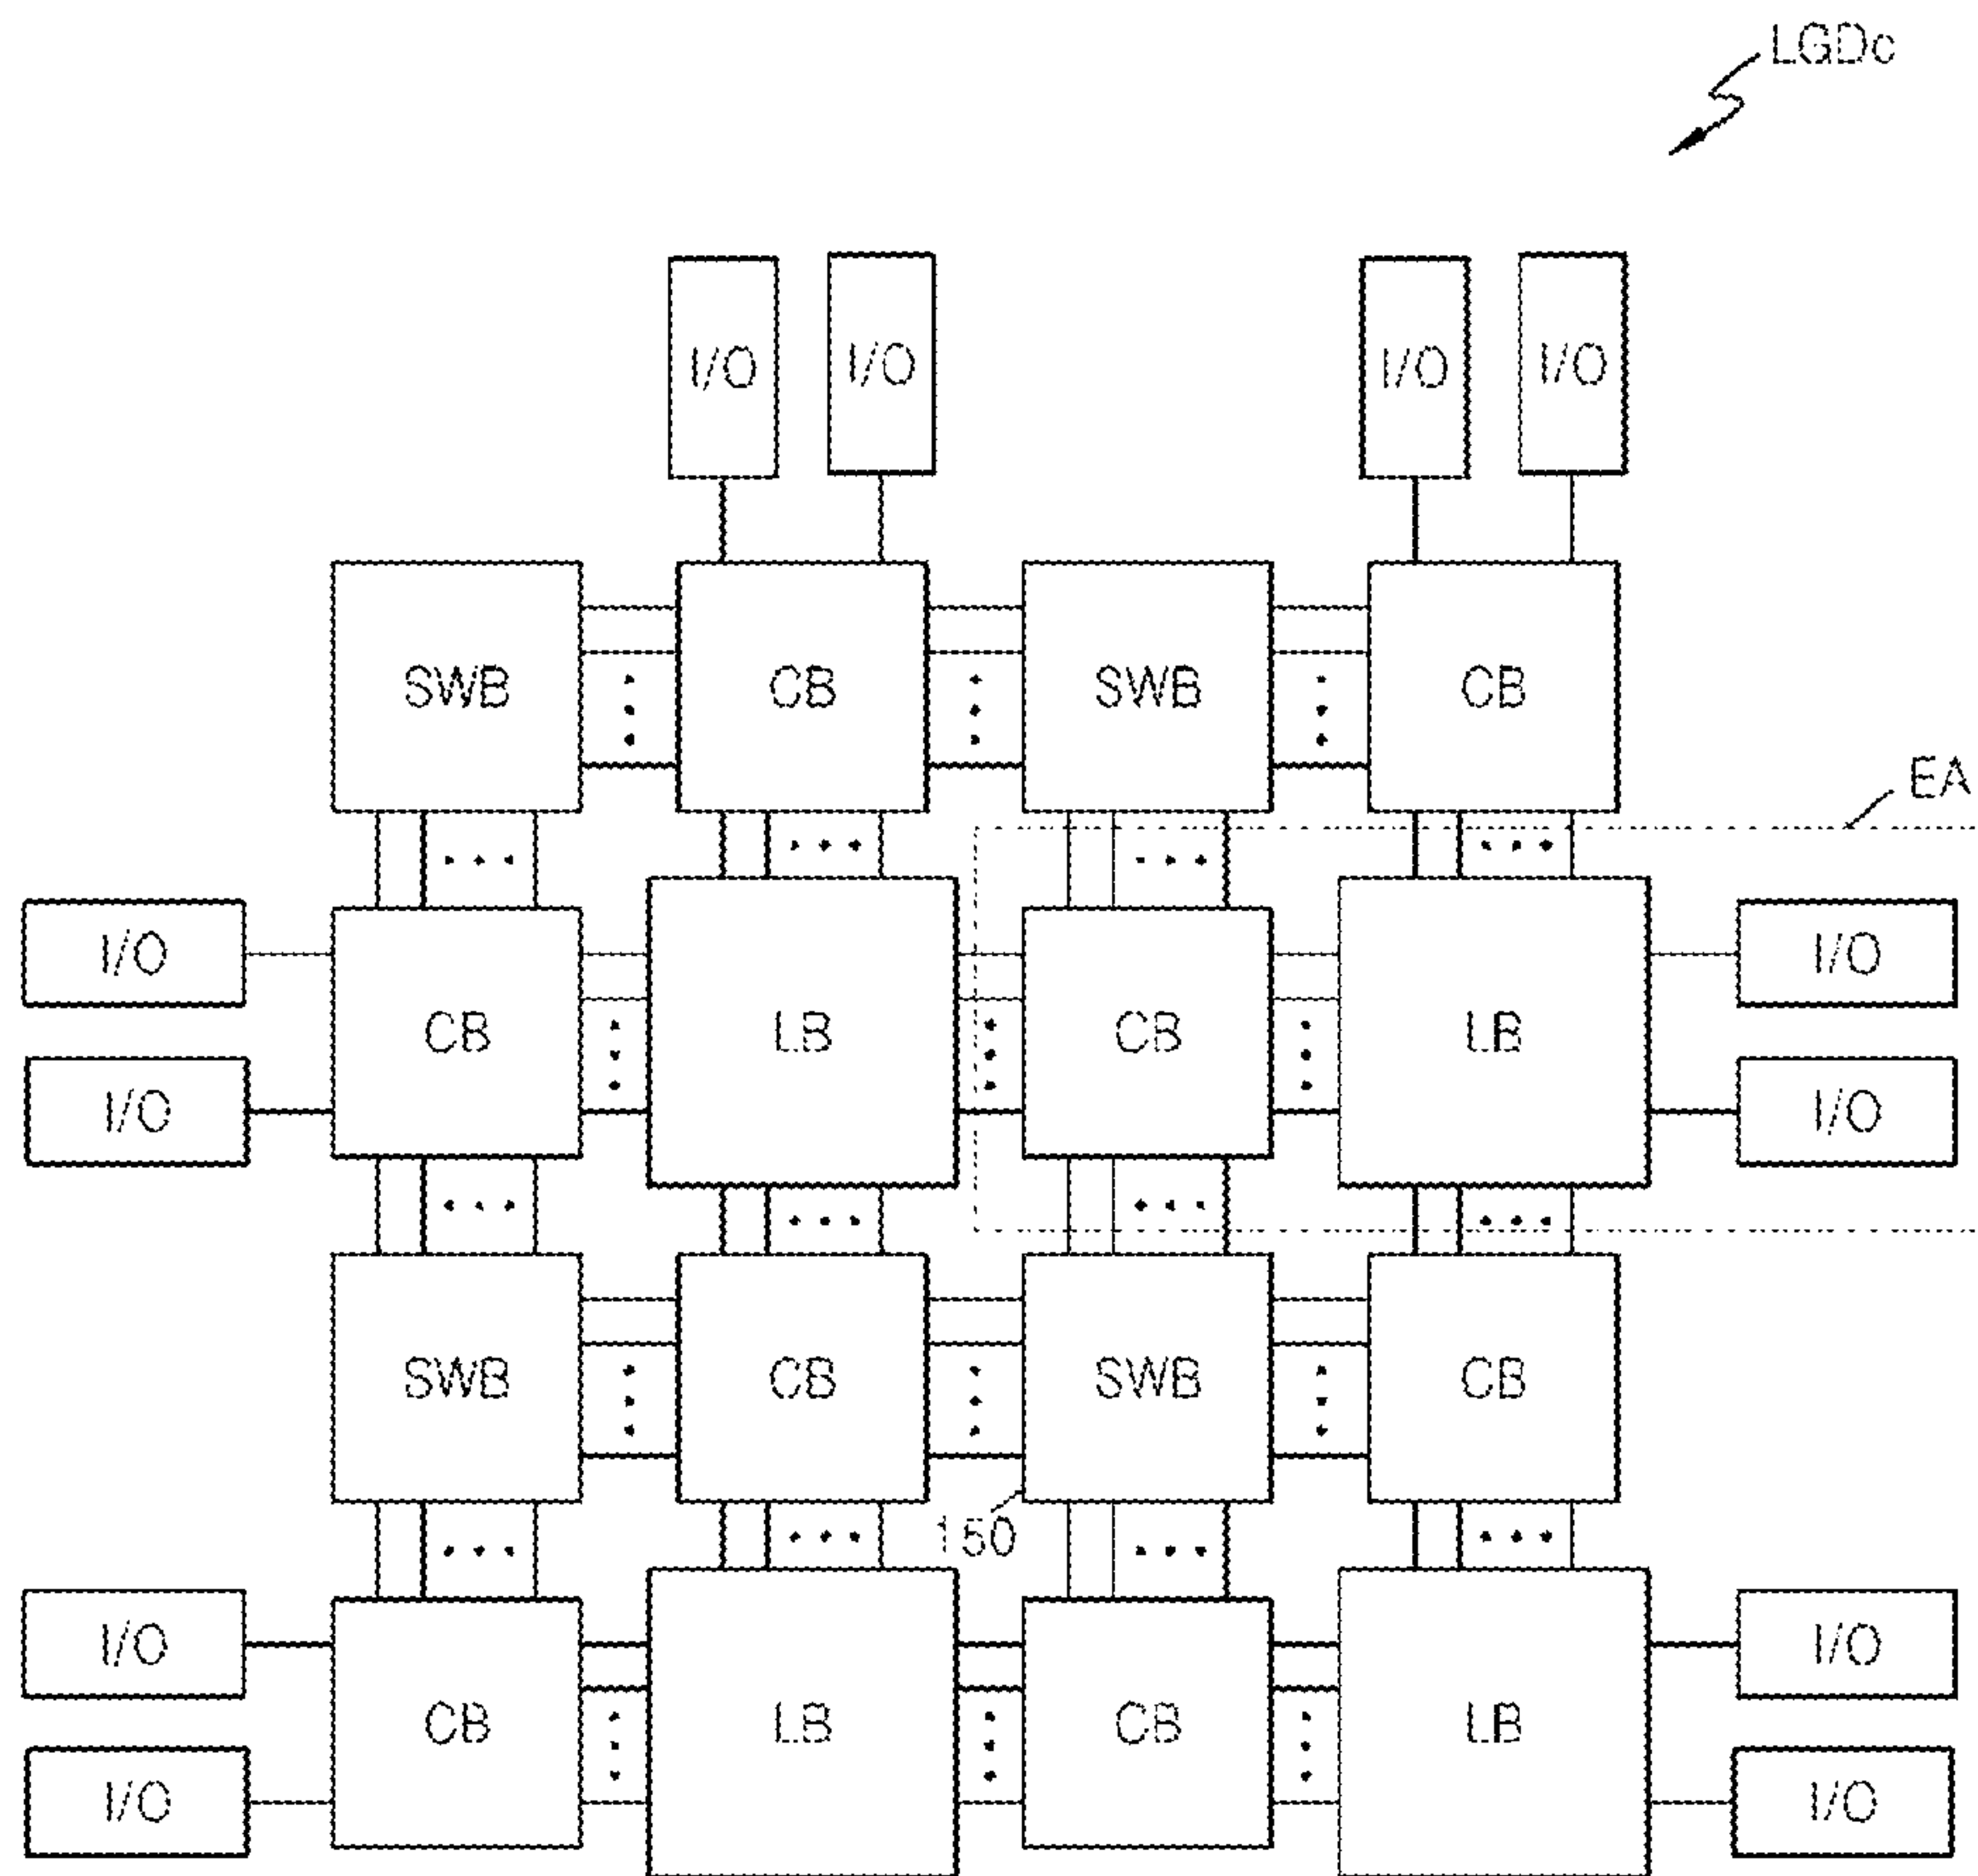 LGDc
I/O I/O I/O I/O
SWB CB SWB CB
EA
I/O I/O
CB LB CB LB
I/O I/O
SWB CB SWB CB
150
I/O I/O
CB LB CB LB
I/O I/O